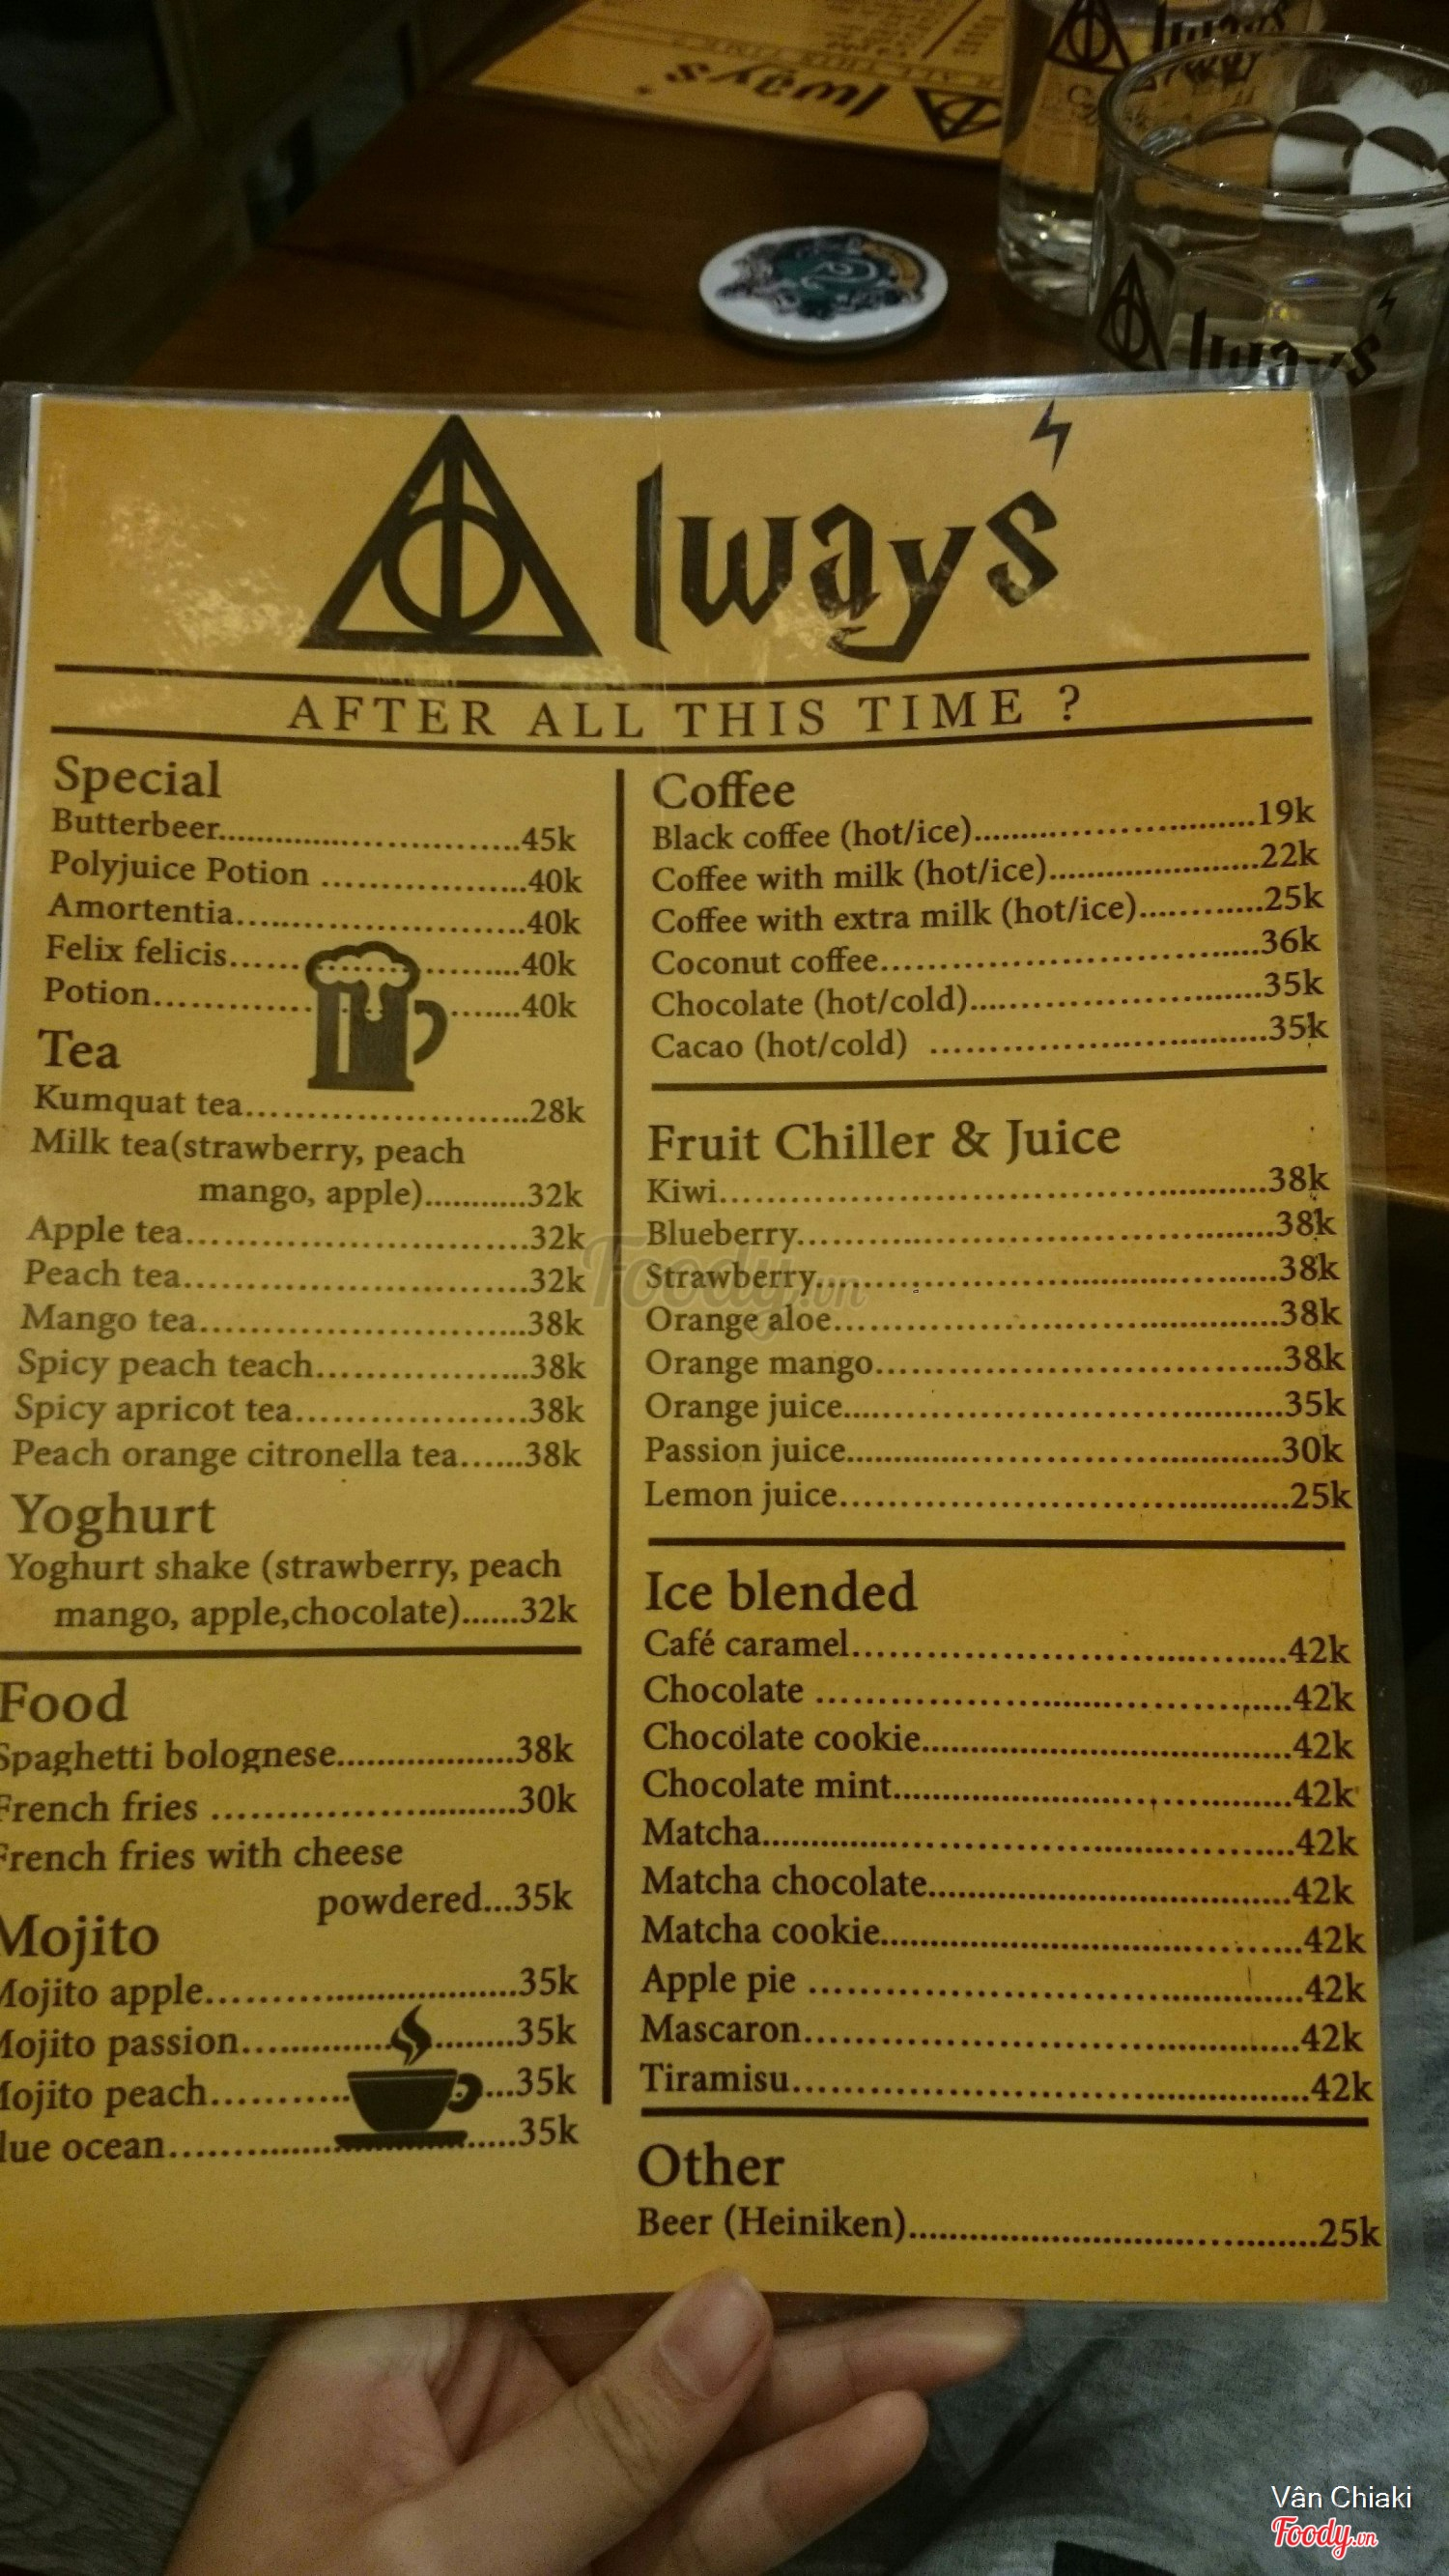 lways
lways
lways
lways
AFTER ALL THIS TIME ?
Special
Butterbeer..............................45k
Polyjuice Potion ....................40k
Amortentia.............................40k
Felix felicis..............................40k
Potion......................................40k
Tea
Kumquat tea............................28k
Milk tea(strawberry, peach
mango, apple)...........32k
Apple tea.................................32k
Peach tea.................................32k
Mango tea................................38k
Spicy peach teach.....................38k
Spicy apricot tea.......................38k
Peach orange citronella tea......38k
Yoghurt
Yoghurt shake (strawberry, peach
mango, apple,chocolate)......32k
Food
Spaghetti bolognese..................38k
French fries ..............................30k
French fries with cheese
powdered...35k
Mojito
Mojito apple..............................35k
Mojito passion...........................35k
Mojito peach..............................35k
lue ocean...................................35k
Coffee
Black coffee (hot/ice)............................19k
Coffee with milk (hot/ice).....................22k
Coffee with extra milk (hot/ice)............25k
Coconut coffee......................................36k
Chocolate (hot/cold).............................35k
Cacao (hot/cold) .................................35k
Fruit Chiller & Juice
Kiwi......................................................38k
Blueberry...............................................38k
Strawberry.............................................38k
Orange aloe...........................................38k
Orange mango.......................................38k
Orange juice..........................................35k
Passion juice..........................................30k
Lemon juice...........................................25k
Ice blended
Café caramel..........................................42k
Chocolate ..............................................42k
Chocolate cookie....................................42k
Chocolate mint.......................................42k
Matcha....................................................42k
Matcha chocolate...................................42k
Matcha cookie........................................42k
Apple pie ...............................................42k
Mascaron................................................42k
Tiramisu.................................................42k
Other
Beer (Heiniken).......................................25k
Foody.vn
Vân Chiaki
Foody.vn